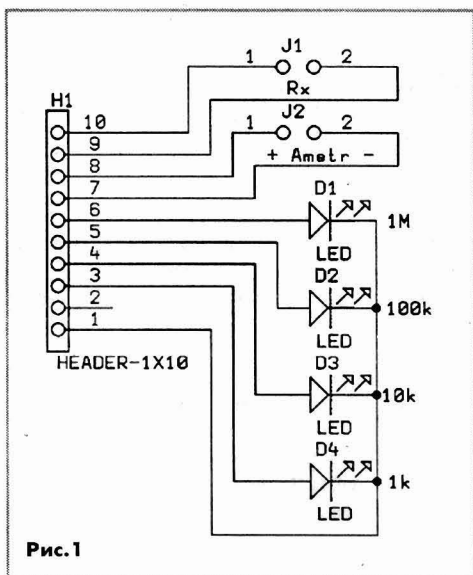 J1
1 2
H1
Rx
10
J2
9
1 2
8
+ Ametr -
7
D1
6
1M
5
LED
4
D2
3
100k
2
LED
1
D3
HEADER-1X10
10k
LED
D4
1k
LED
Рис.1